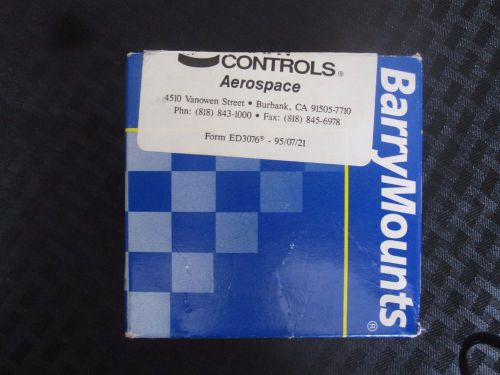 CONTROLS®
Aerospace
4510 Vanowen Street • Burbank, CA 91505-7710
Phn: (818) 843-1000 • Fax: (818) 845-6978
Form ED3076® - 95/07/21
BarryMounts®